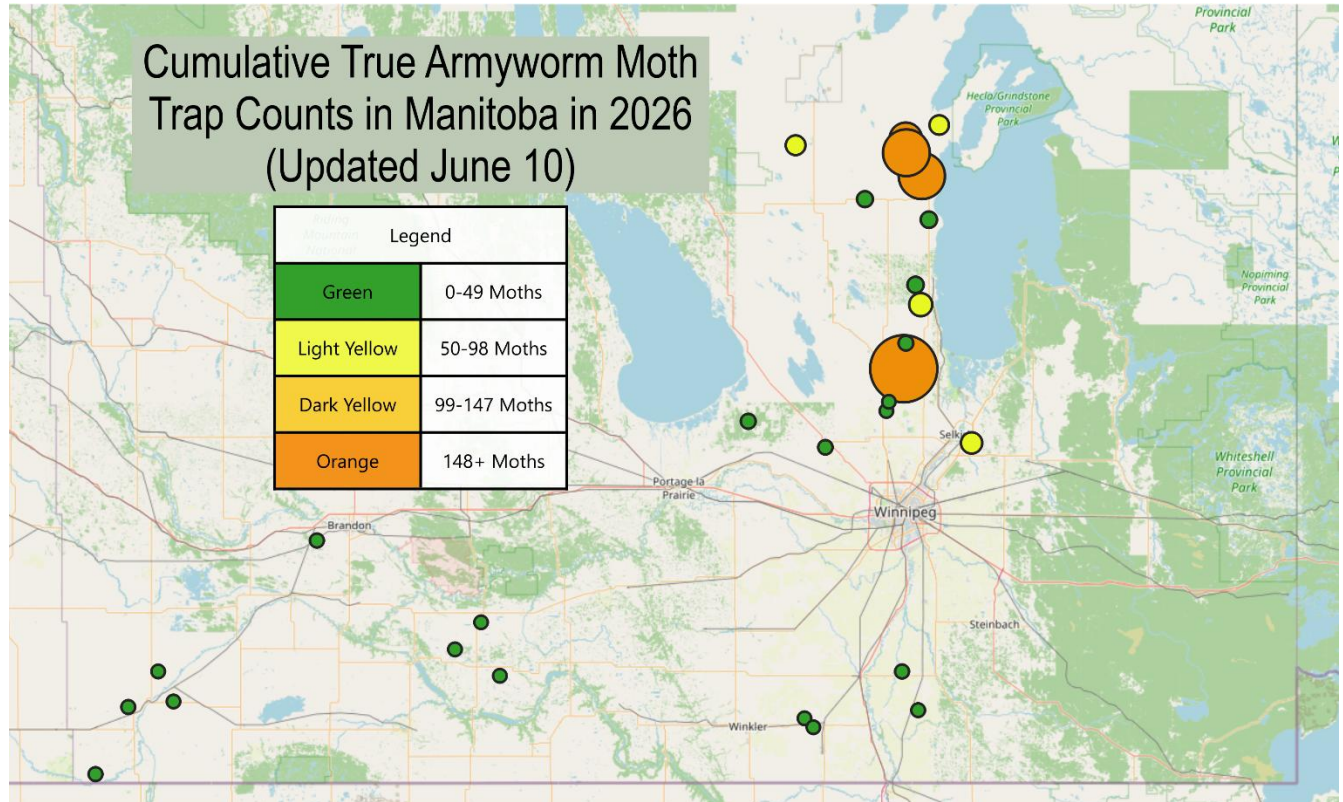 Cumulative True Armyworm Moth
Trap Counts in Manitoba in 2026
(Updated June 10)
Legend
Green 0-49 Moths
Light Yellow 50-98 Moths
Dark Yellow 99-147 Moths
Orange 148+ Moths
Provincial
Park
Hecla/Grindstone
Provincial
Park
Riding
Mountain
Nopiming
Provincial
Park
Whiteshell
Provincial
Park
Portage la
Prairie
Winnipeg
Brandon
Steinbach
Winkler